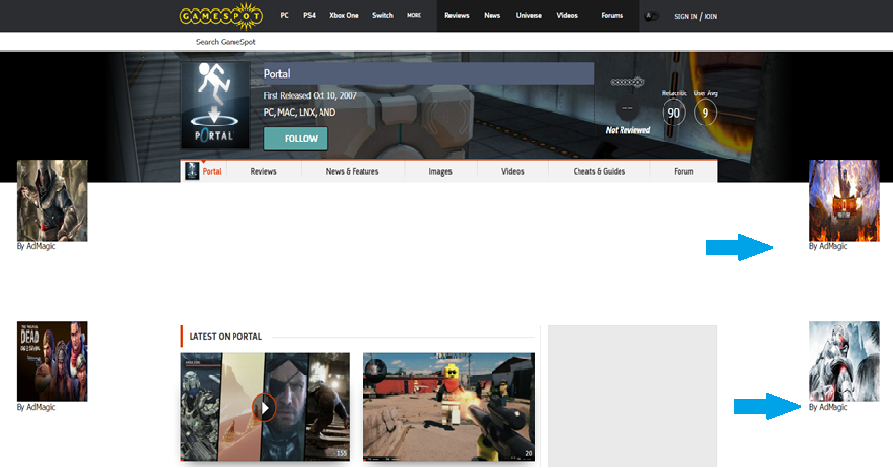 GAMESPOT PC PS4 Xbox One Switch MORE Reviews News Universe Videos Forums SIGN IN / JOIN
Search GameSpot
Portal
First Released Oct 10, 2007
PC, MAC, LNX, AND
FOLLOW
PORTAL
--
Not Reviewed
Metacritic
90
User Avg
9
Portal Reviews News & Features Images Videos Cheats & Guides Forum
By AdMagic
By AdMagic
LATEST ON PORTAL
THE WALKING
DEAD
By AdMagic
155
20
By AdMagic